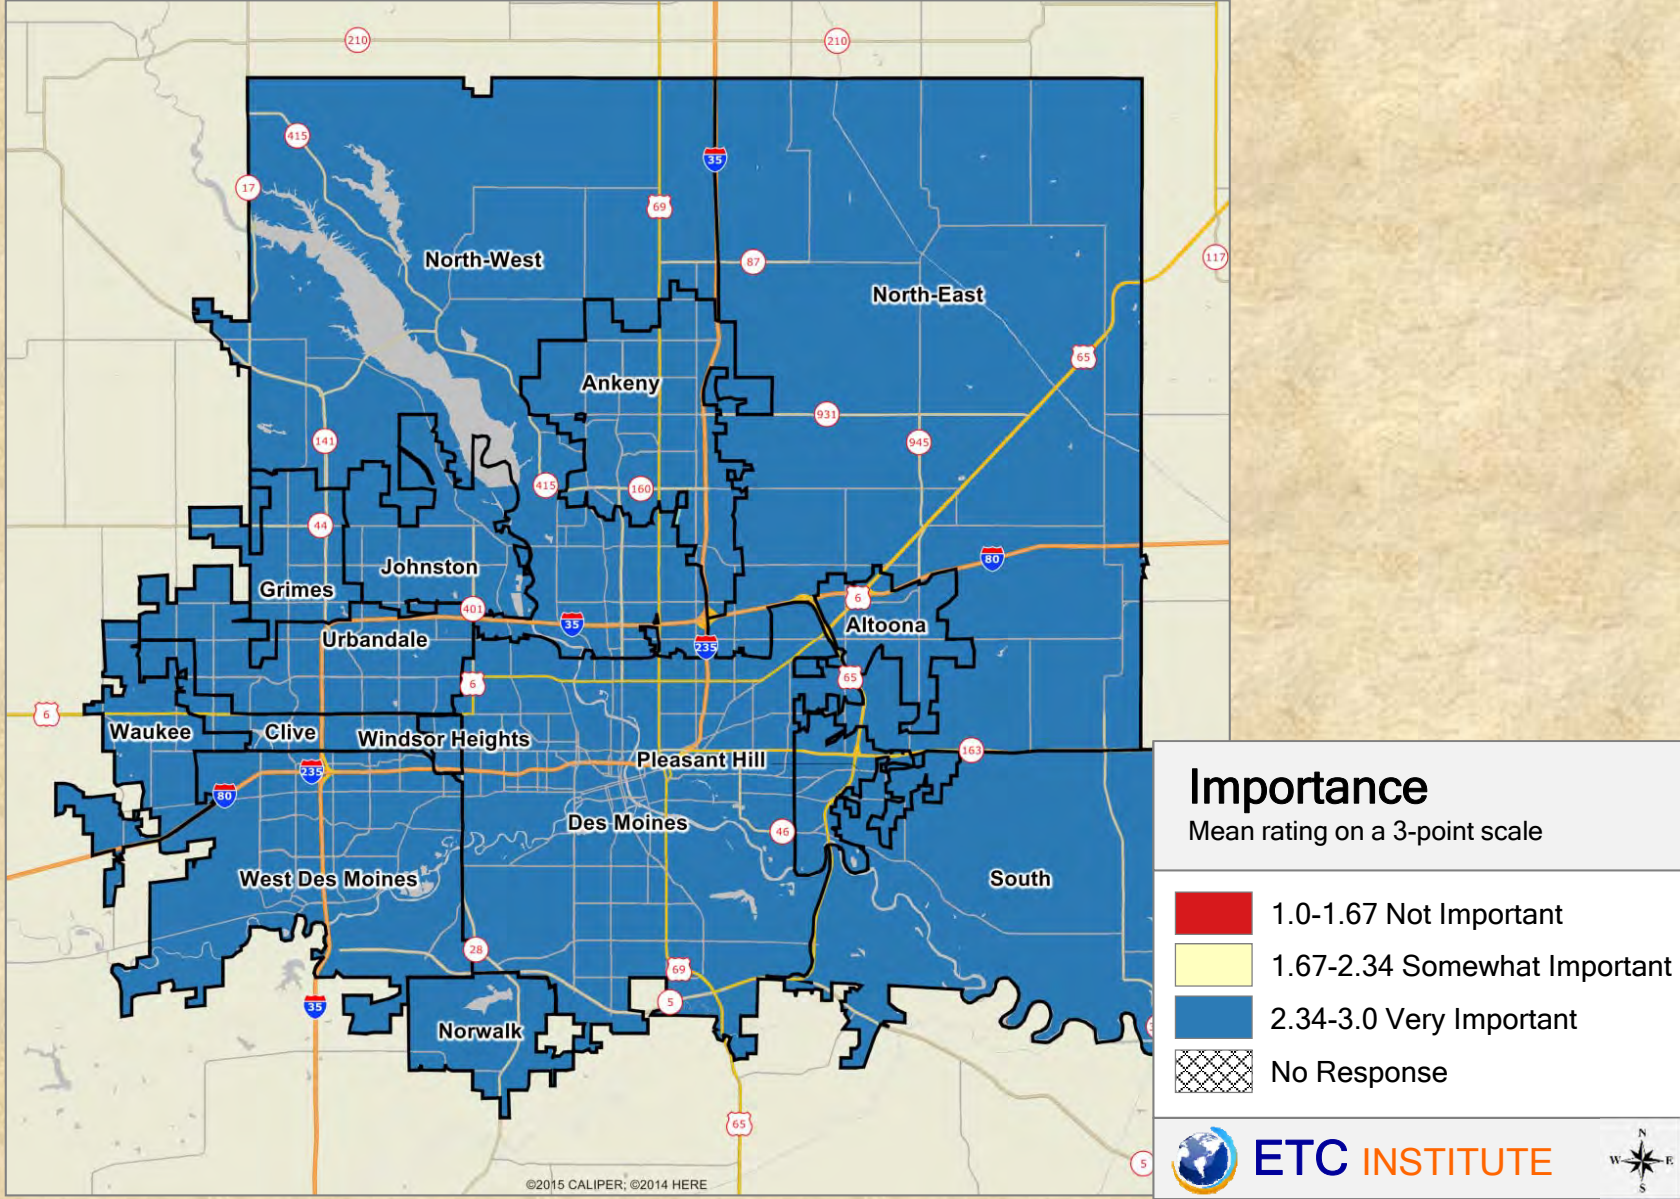 210
210
415
35
17
69
North-West
87
117
North-East
65
Ankeny
931
141
945
415
160
44
80
Johnston
Grimes
6
401
35
Altoona
Urbandale
235
65
6
6
Waukee
Clive
Windsor Heights
163
Pleasant Hill
235
80
Des Moines
46
West Des Moines
South
28
69
5
35
Norwalk
65
5
©2015 CALIPER; ©2014 HERE
Importance
Mean rating on a 3-point scale
1.0-1.67 Not Important
1.67-2.34 Somewhat Important
2.34-3.0 Very Important
No Response
ETC INSTITUTE
N
W E
S